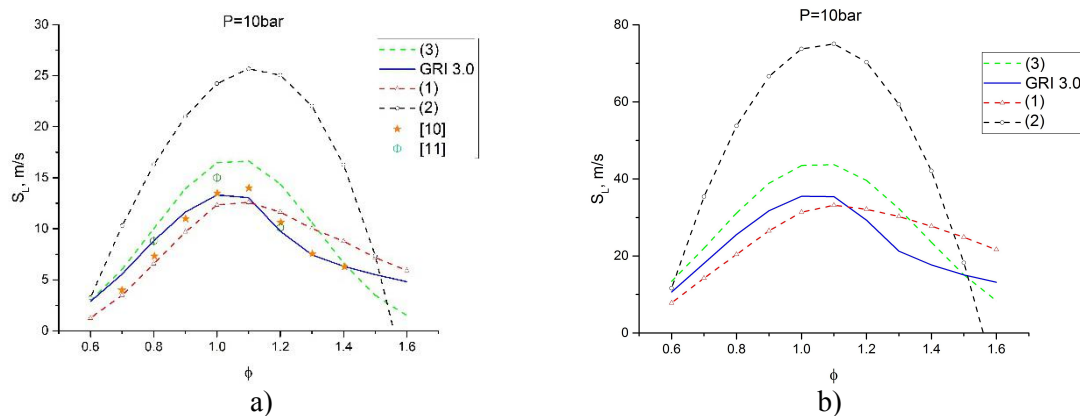 P=10bar
30
25
20
15
10
5
0
S_L, m/s
(3)
GRI 3.0
(1)
(2)
[10]
[11]
0.6 0.8 1.0 1.2 1.4 1.6
ϕ
a)
P=10bar
80
60
40
20
0
S_L, m/s
(3)
GRI 3.0
(1)
(2)
0.6 0.8 1.0 1.2 1.4 1.6
ϕ
b)